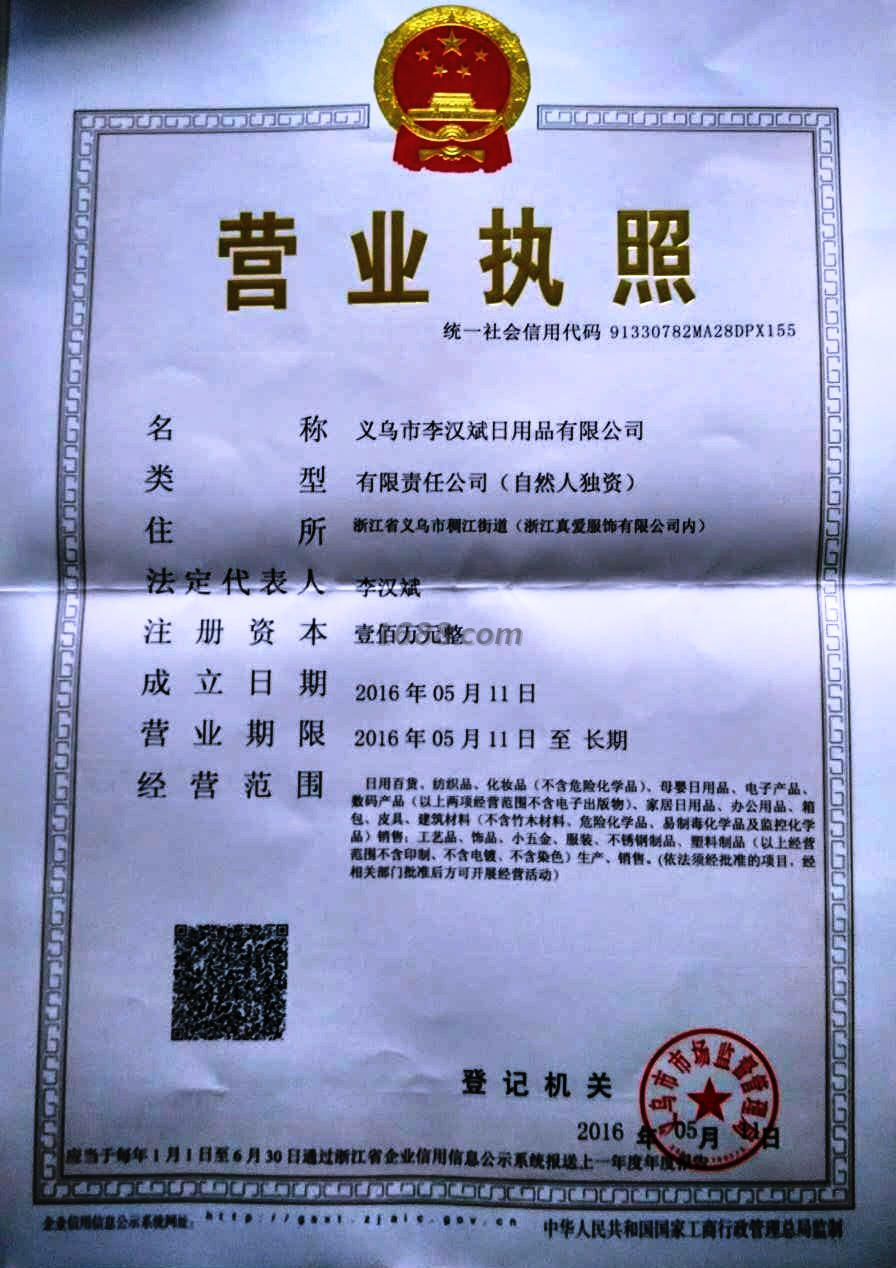 营业执照
统一社会信用代码 91330782MA28DPX155
名称 义乌市李汉斌日用品有限公司
类型 有限责任公司（自然人独资）
住所 浙江省义乌市稠江街道（浙江真爱服饰有限公司内）
法定代表人 李汉斌
注册资本 壹佰万元整
1688.com
成立日期 2016年05月11日
营业期限 2016年05月11日至长期
经营范围 日用百货、纺织品、化妆品（不含危险化学品）、母婴日用品、电子产品、
数码产品（以上两项经营范围不含电子出版物）、家居日用品、办公用品、箱
包、皮具、建筑材料（不含竹木材料、危险化学品、易制毒化学品及监控化学
品）销售；工艺品、饰品、小五金、服装、不锈钢制品、塑料制品（以上经营
范围不含印制、不含电镀、不含染色）生产、销售。(依法须经批准的项目，经
相关部门批准后方可开展经营活动)
登记机关
义乌市市场监督管理局
2016年05月 日
应当于每年1月1日至6月30日通过浙江省企业信用信息公示系统报送上一年度年度报告
企业信用信息公示系统网址：http://gsxt.zjaic.gov.cn
中华人民共和国国家工商行政管理总局监制